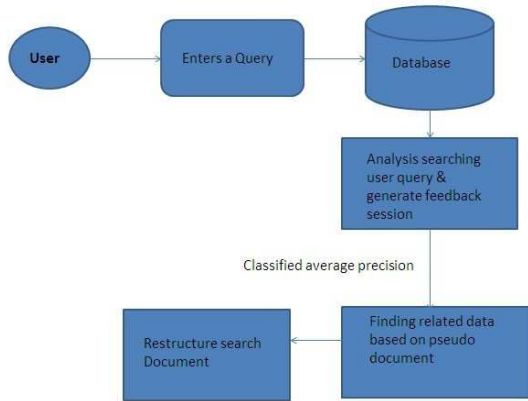 User
Enters a Query
Database
Analysis searching
user query &
generate feedback
session
Classified average precision
Finding related data
based on pseudo
document
Restructure search
Document